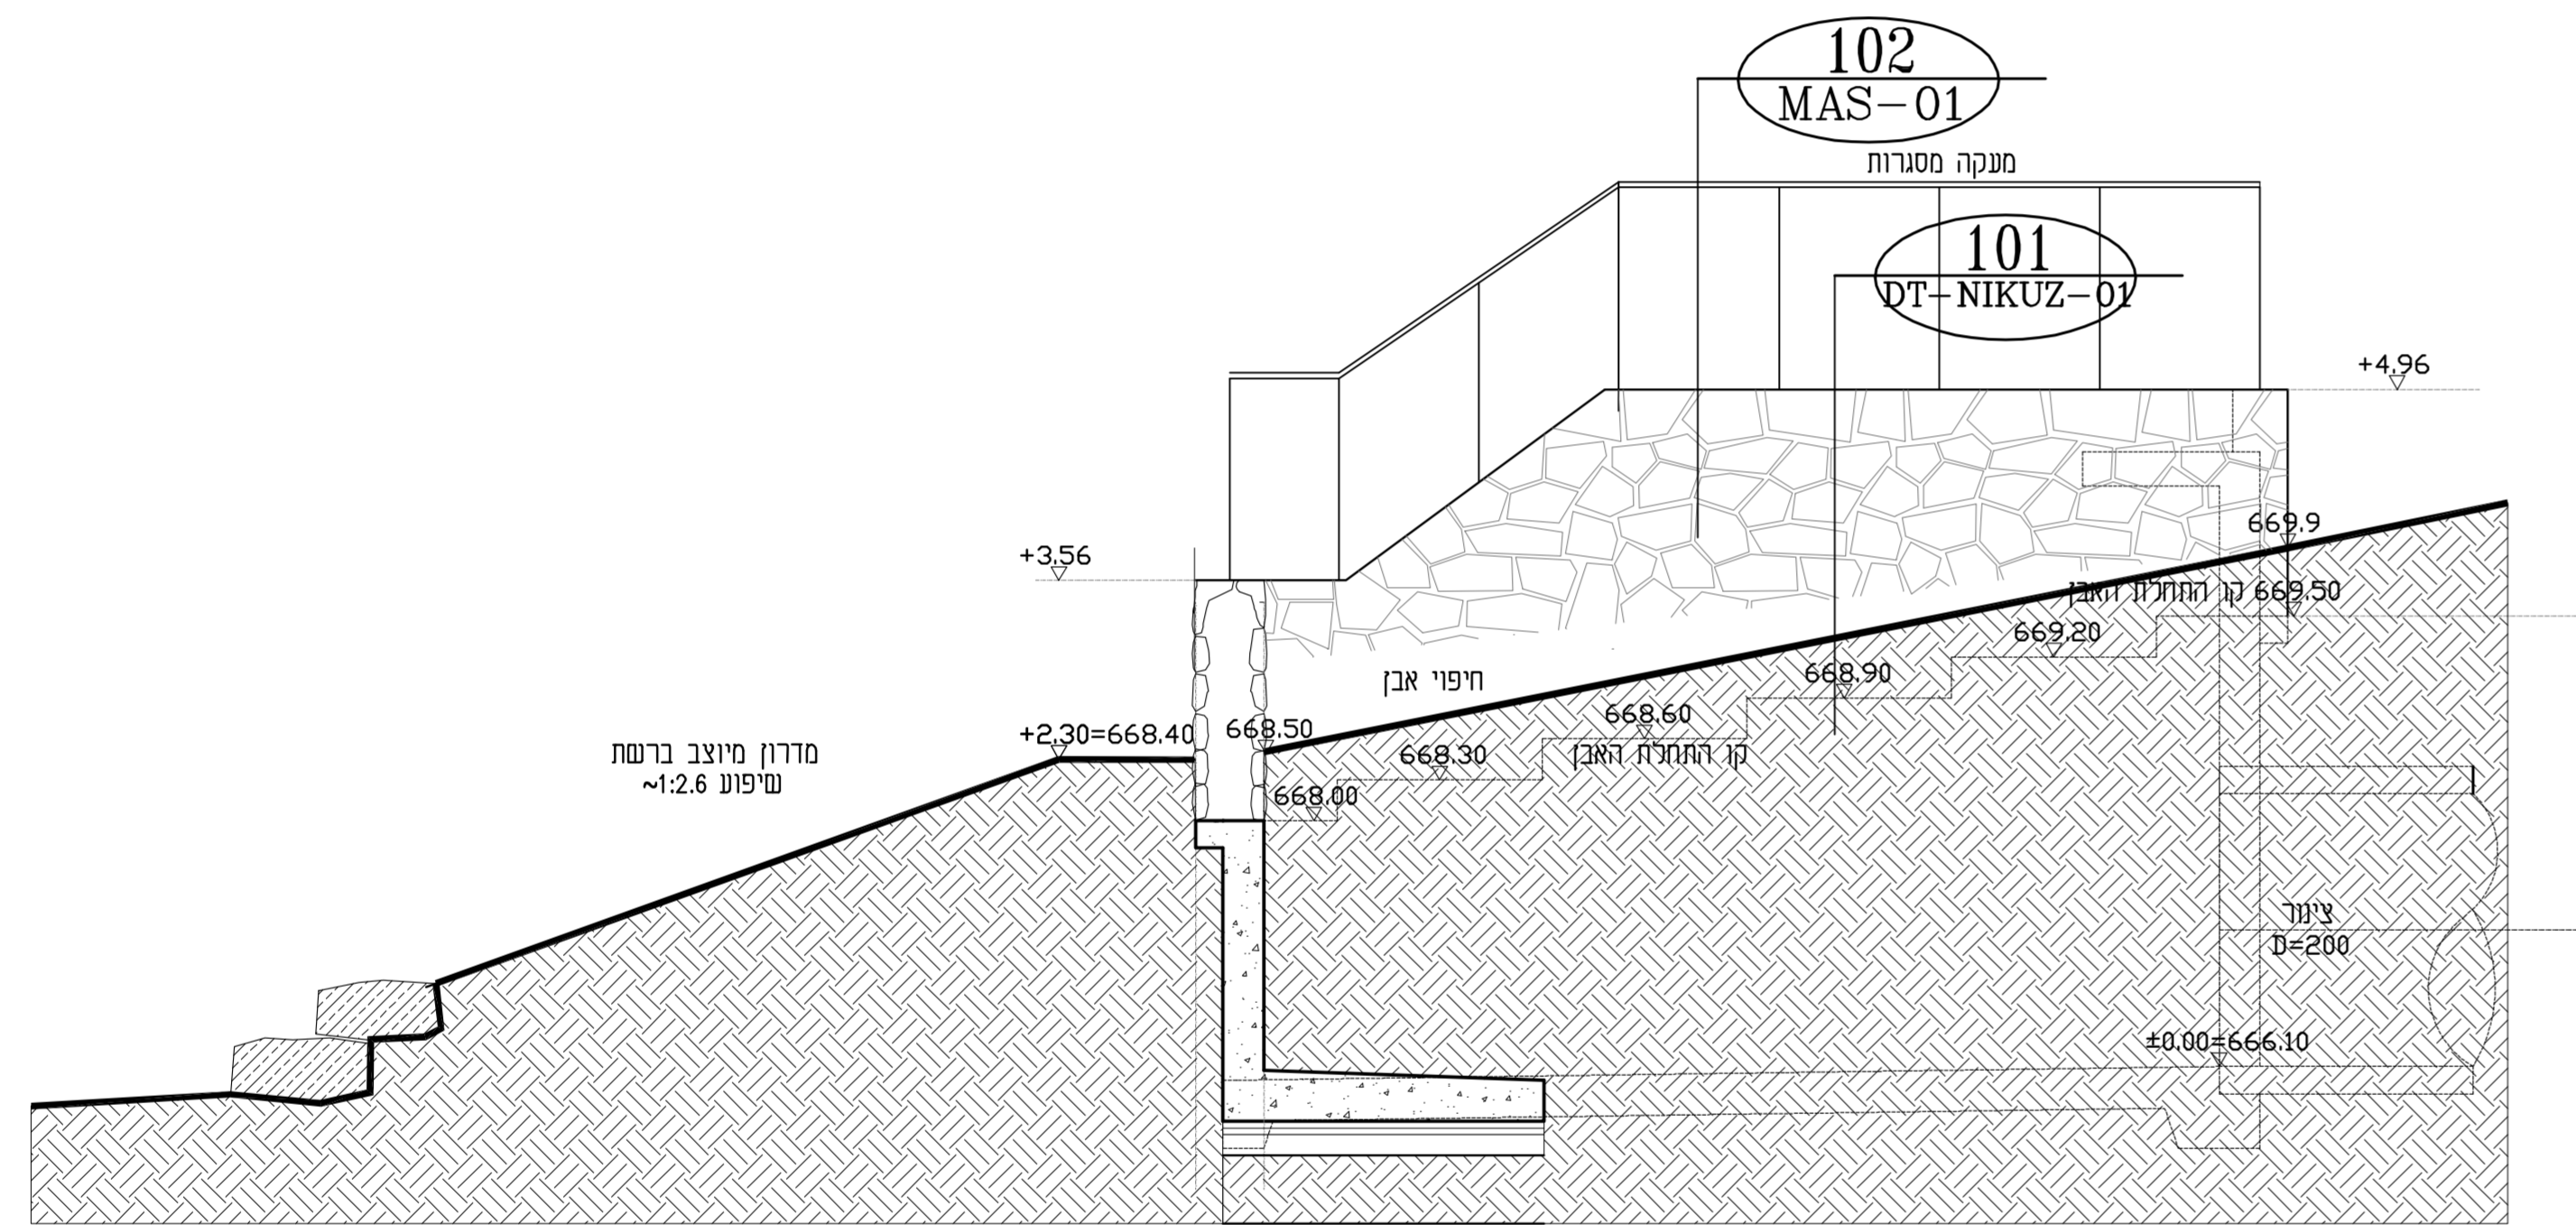 102
MAS-01
מעקה מסגרות
101
DT-NIKUZ-01
+4.96
+3.56
669.9
קו התחלת האבן 669.50
669.20
668.90
חיפוי אבן
668.60
קו התחלת האבן
668.50
+2.30=668.40
668.30
668.00
מדרון מיוצב ברשת
שיפוע 1:2.6~
צינור
D=200
±0.00=666.10